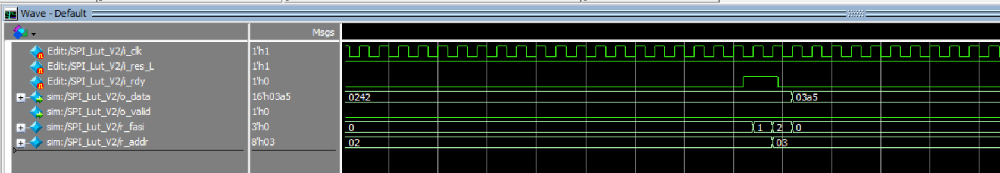 Wave - Default
Msgs
Edit:/SPI_Lut_V2/i_clk 1'h1
Edit:/SPI_Lut_V2/i_res_L 1'h1
Edit:/SPI_Lut_V2/i_rdy 1'h0
sim:/SPI_Lut_V2/o_data 16'h03a5 0242 03a5
sim:/SPI_Lut_V2/o_valid 1'h0
sim:/SPI_Lut_V2/r_fasi 3'h0 0 1 2 0
sim:/SPI_Lut_V2/r_addr 8'h03 02 03